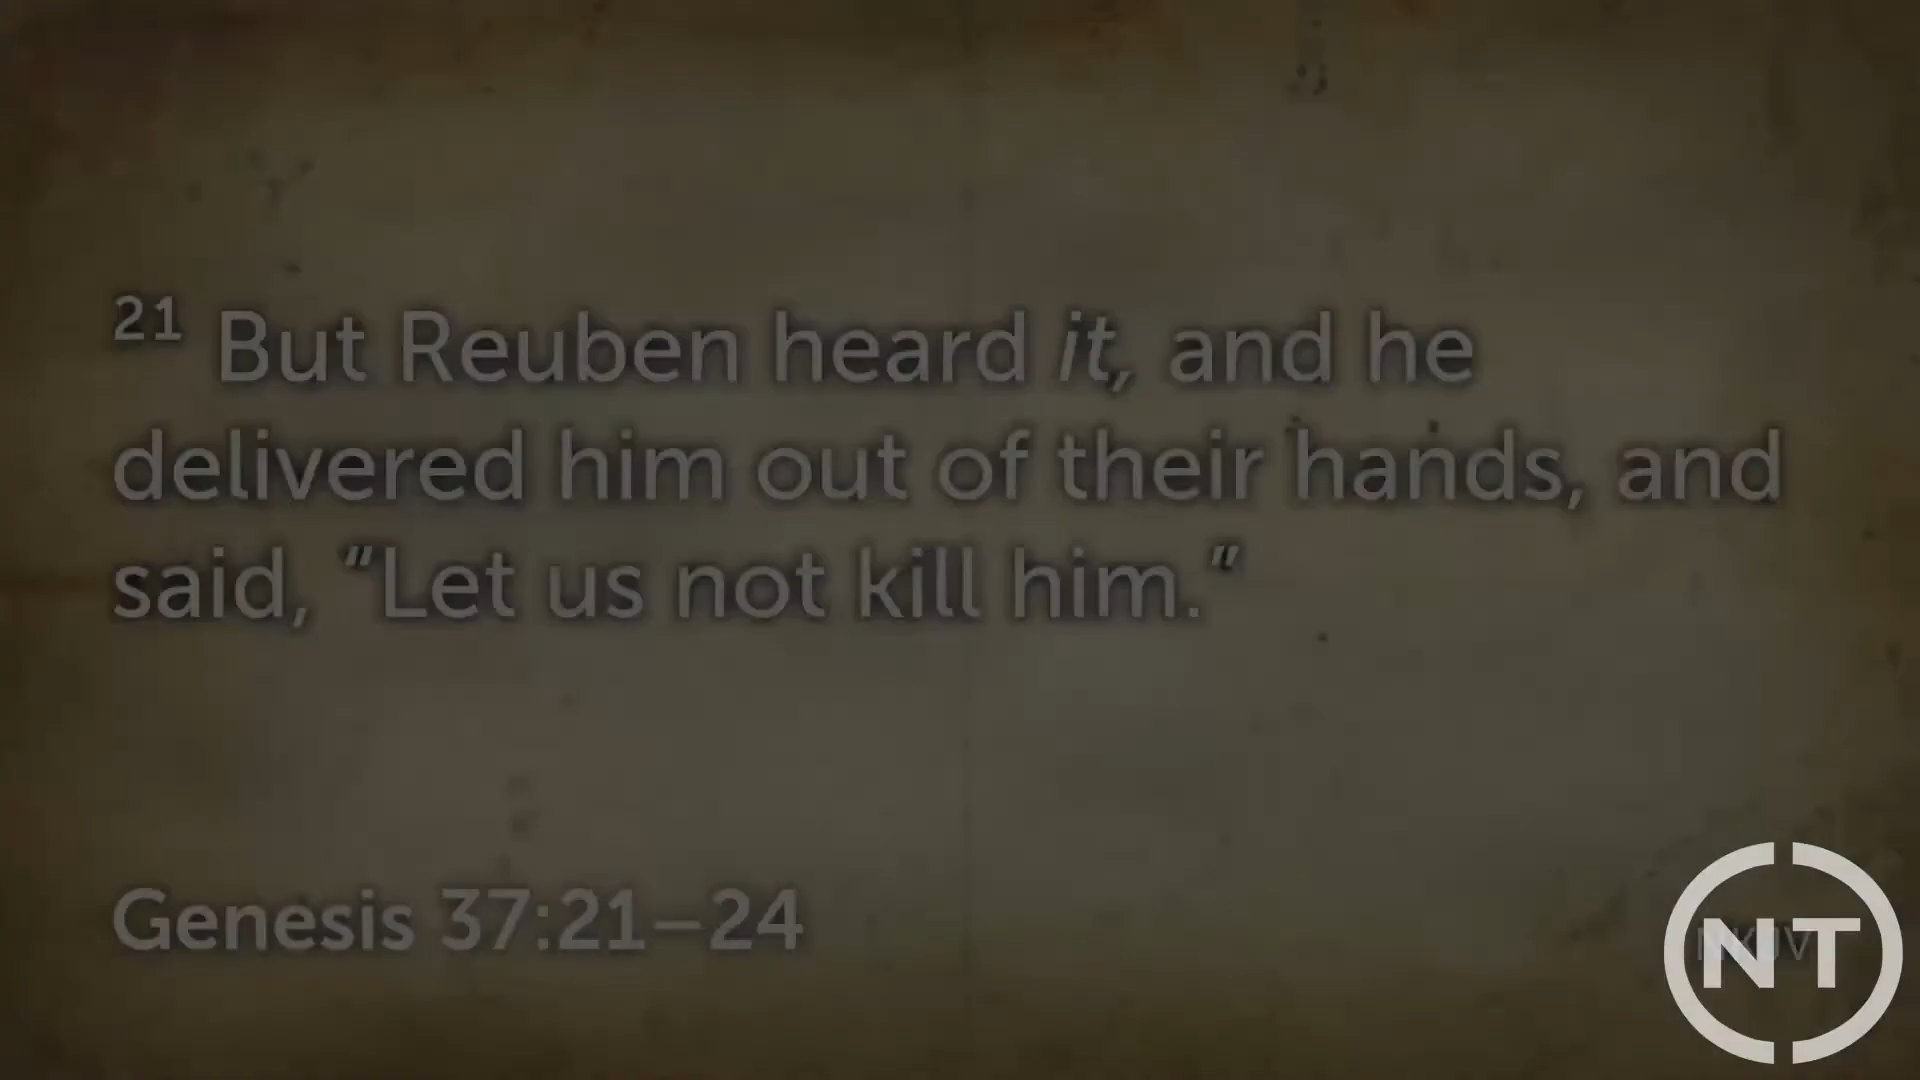 21 But Reuben heard it, and he
delivered him out of their hands, and
said, “Let us not kill him.”
Genesis 37:21–24
NKJV
NT